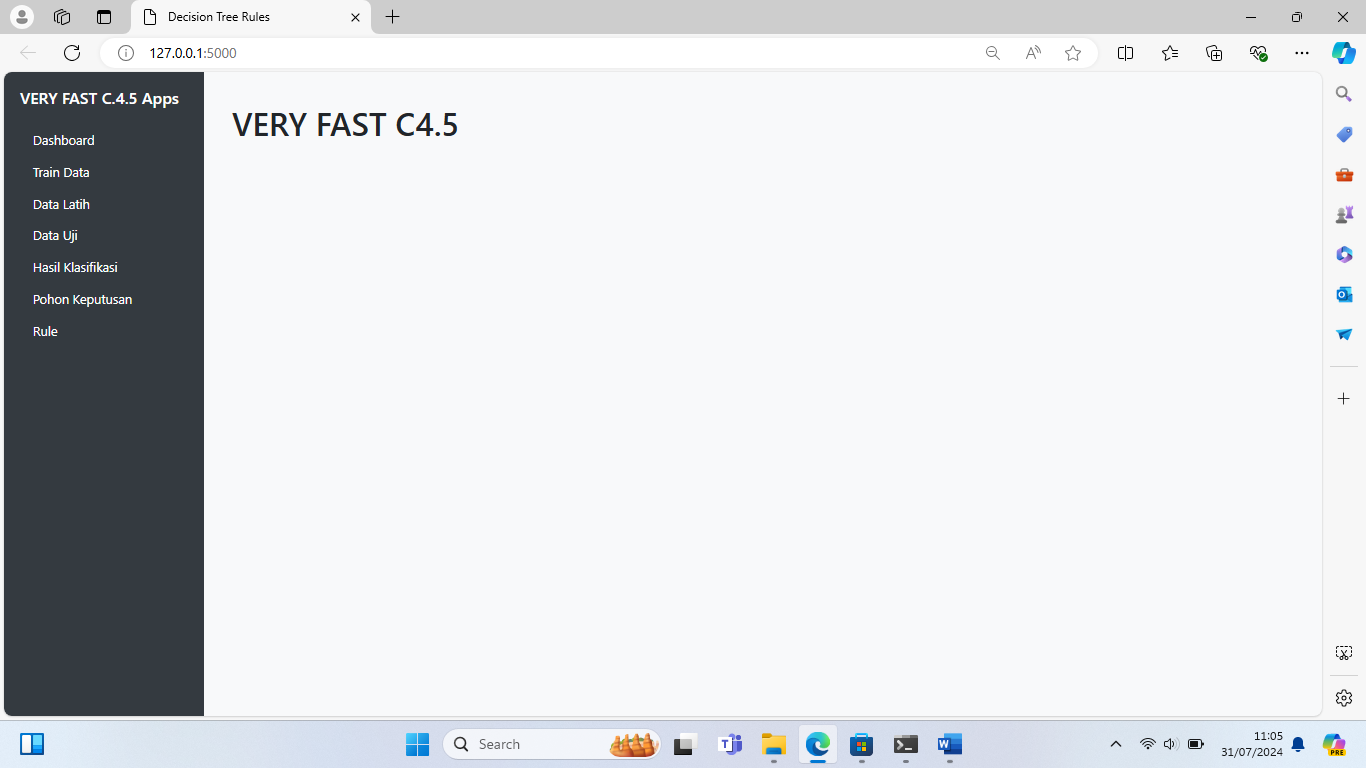 Decision Tree Rules
127.0.0.1:5000
VERY FAST C.4.5 Apps
Dashboard
Train Data
Data Latih
Data Uji
Hasil Klasifikasi
Pohon Keputusan
Rule
VERY FAST C4.5
Search
11:05
31/07/2024
PRE